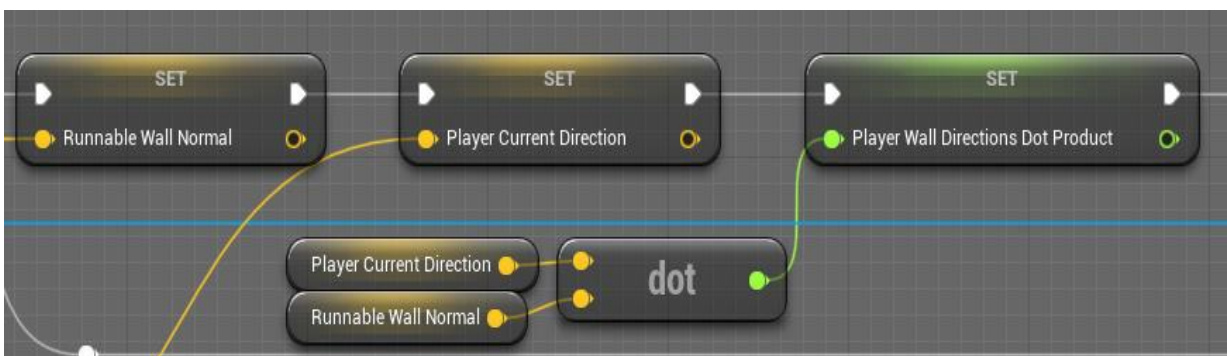 SET
Runnable Wall Normal
SET
Player Current Direction
SET
Player Wall Directions Dot Product
Player Current Direction
Runnable Wall Normal
dot